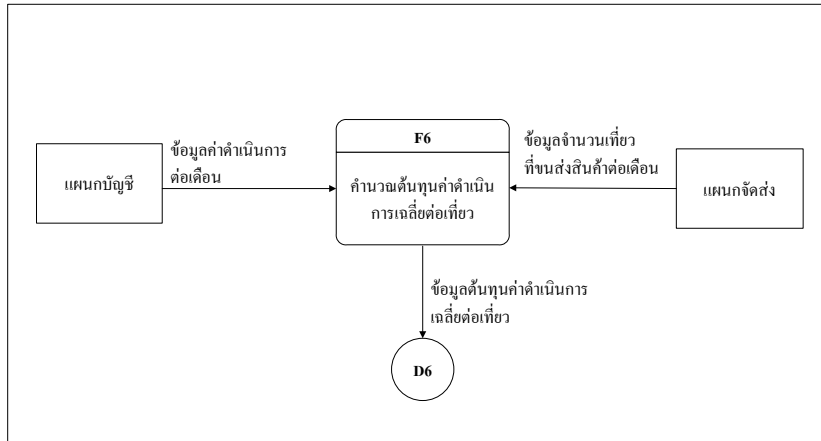 F6
ข้อมูลค่าดำเนินการ
ต่อเดือน
ข้อมูลจำนวนเที่ยว
ที่ขนส่งสินค้าต่อเดือน
แผนกบัญชี
คำนวณต้นทุนค่าดำเนิน
การเฉลี่ยต่อเที่ยว
แผนกจัดส่ง
ข้อมูลต้นทุนค่าดำเนินการ
เฉลี่ยต่อเที่ยว
D6